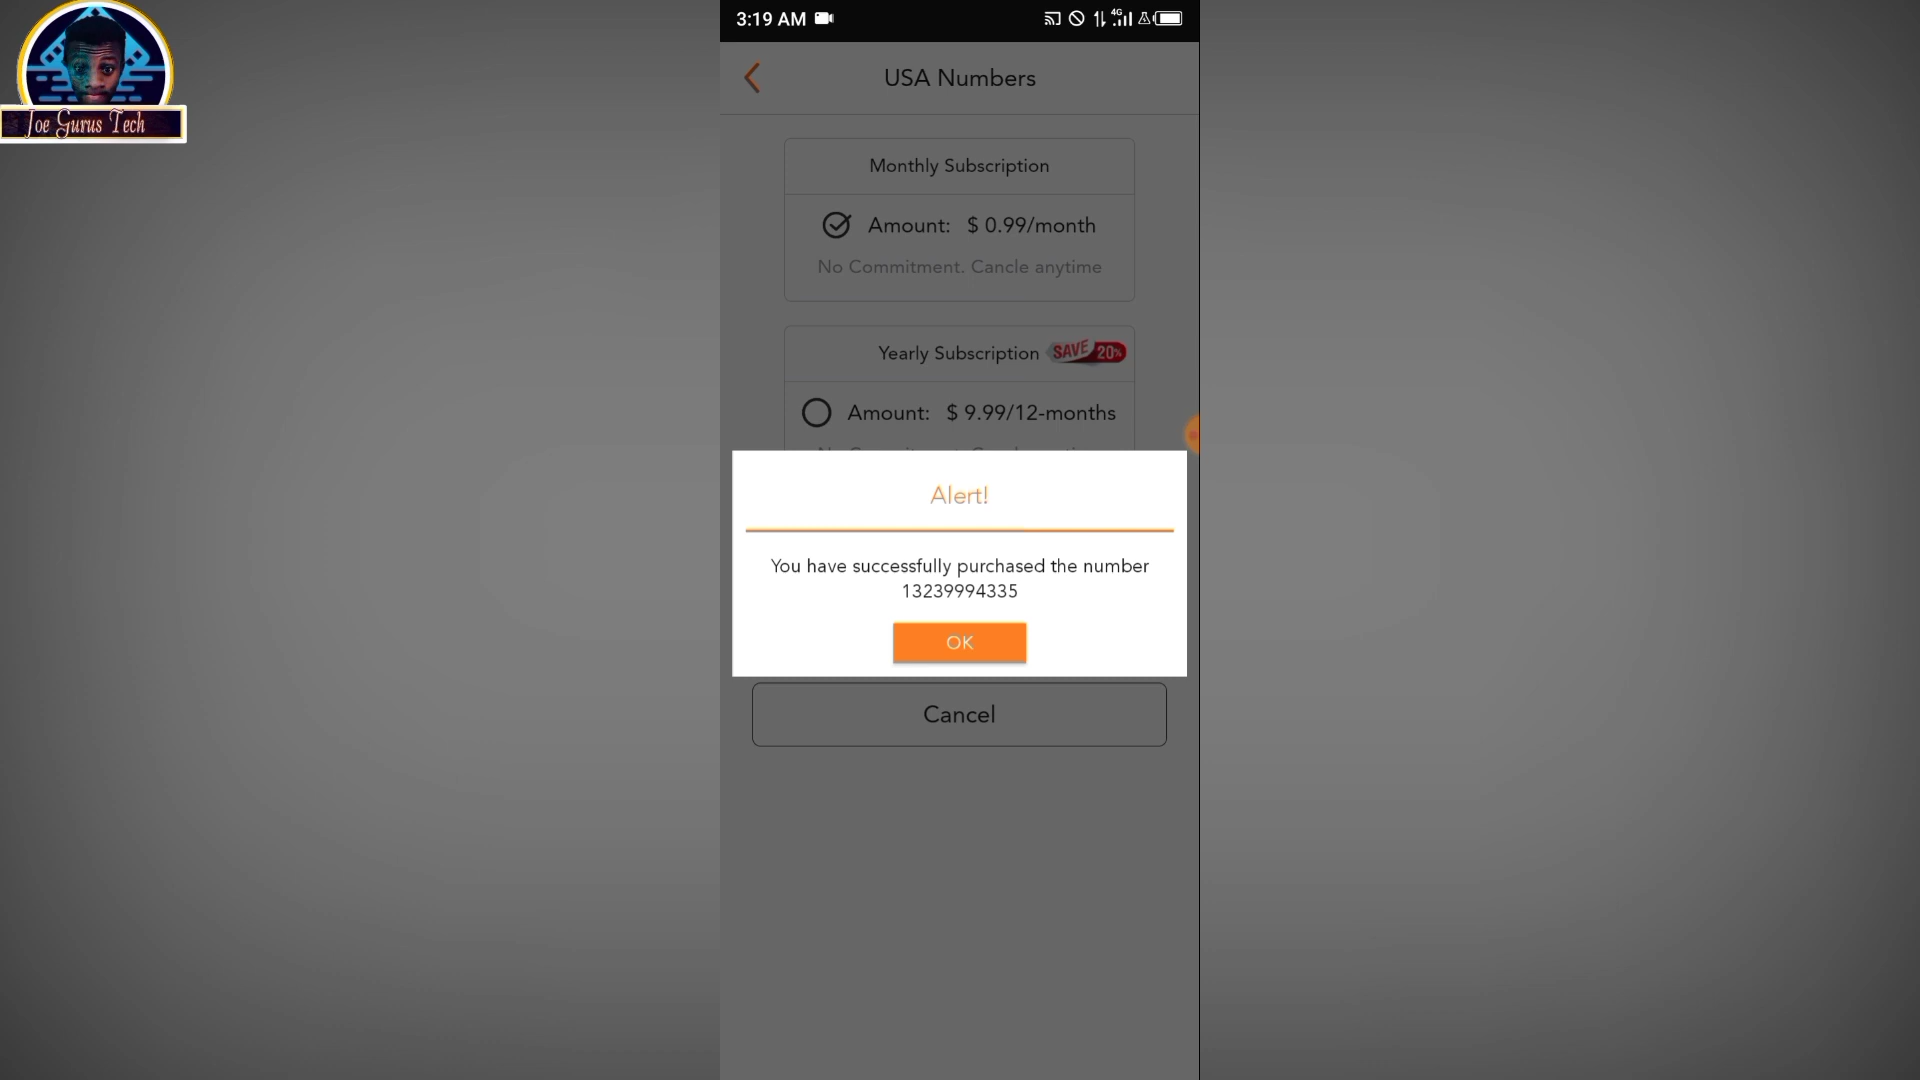 Joe Gurus Tech
3:19 AM
4G
USA Numbers
Monthly Subscription
Amount: $ 0.99/month
No Commitment. Cancle anytime
Yearly Subscription SAVE 20%
Amount: $ 9.99/12-months
Alert!
You have successfully purchased the number
13239994335
OK
Cancel